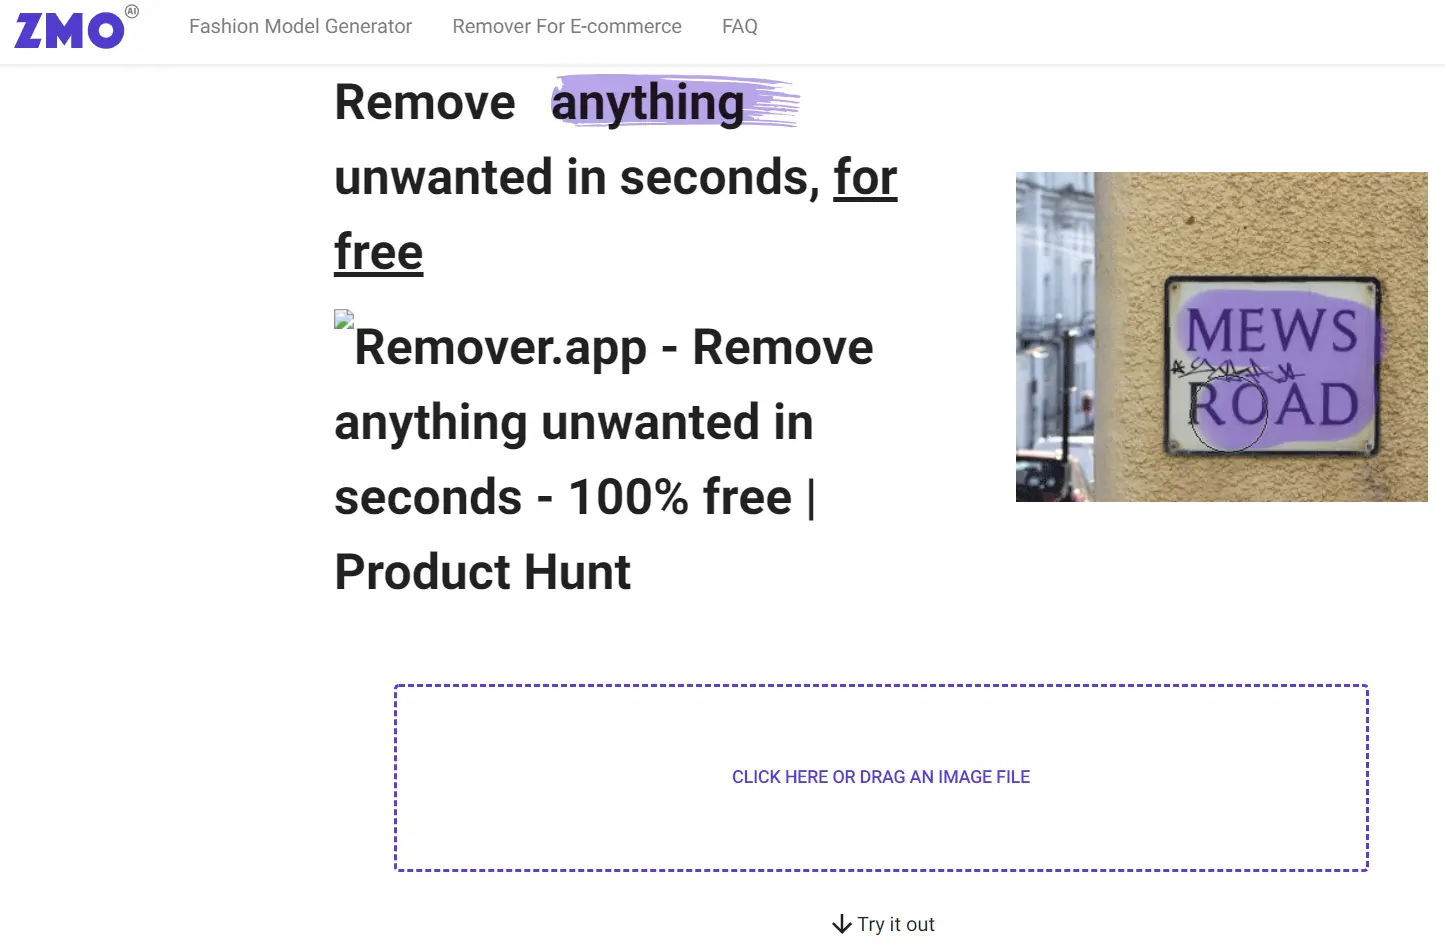 ZMO AI
Fashion Model Generator
Remover For E-commerce
FAQ
Remove anything
unwanted in seconds, for
free
Remover.app - Remove
anything unwanted in
seconds - 100% free |
Product Hunt
MEWS
ROAD
CLICK HERE OR DRAG AN IMAGE FILE
Try it out